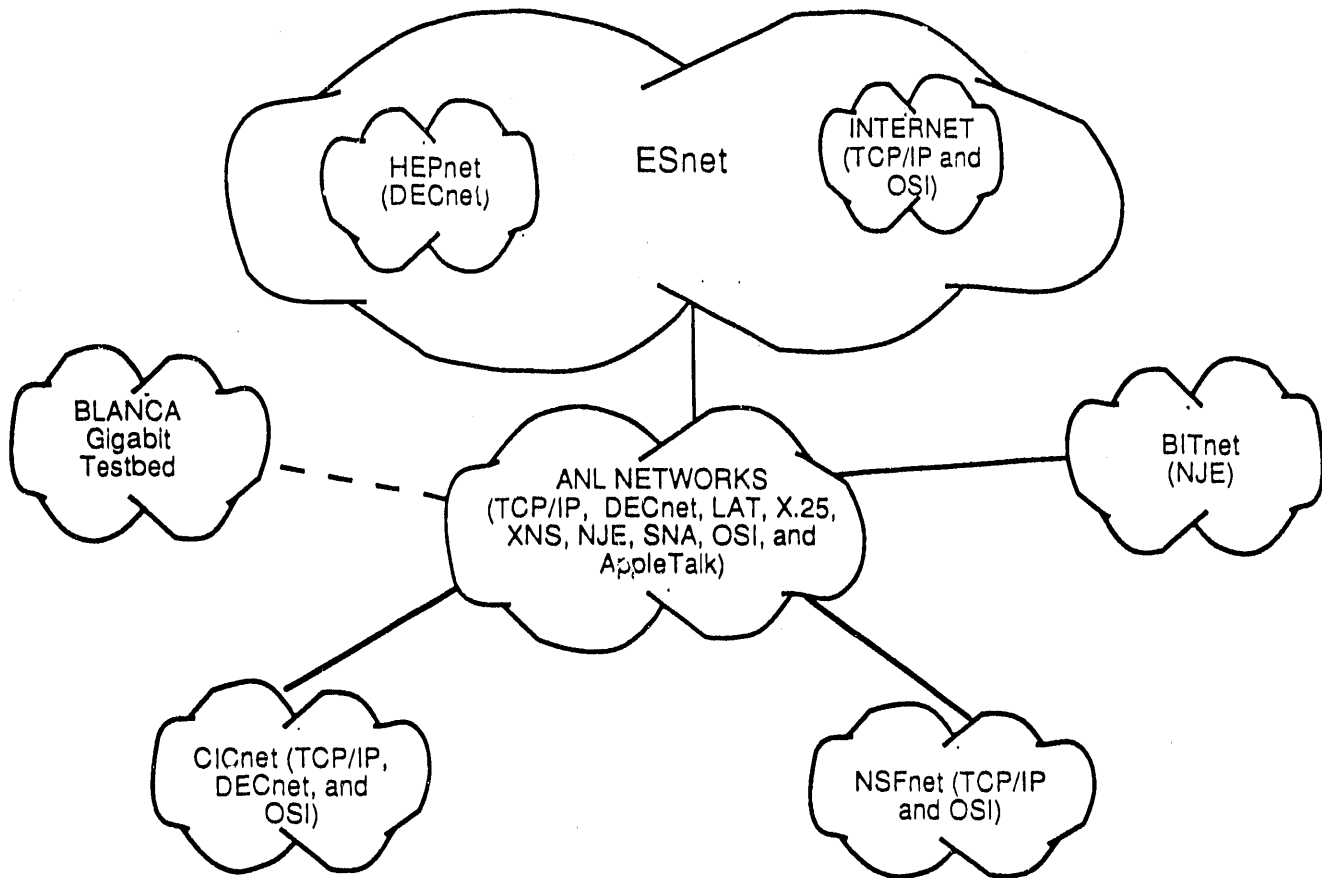 HEPnet
(DECnet)
ESnet
INTERNET
(TCP/IP and
OSI)
BLANCA
Gigabit
Testbed
ANL NETWORKS
(TCP/IP, DECnet, LAT, X.25,
XNS, NJE, SNA, OSI, and
AppleTalk)
BITnet
(NJE)
CICnet (TCP/IP,
DECnet, and
OSI)
NSFnet (TCP/IP
and OSI)